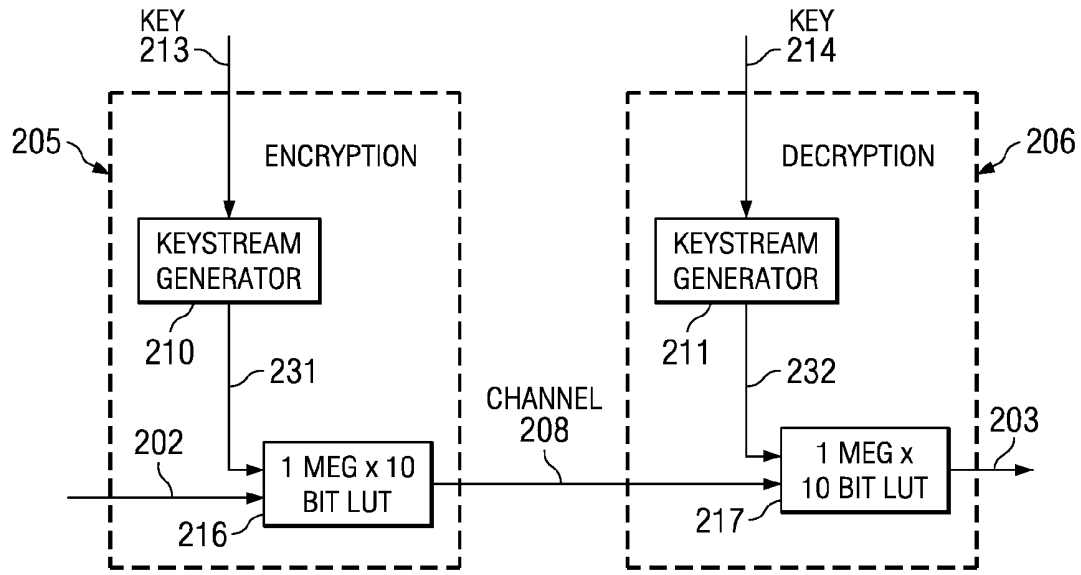 KEY
213
KEY
214
205
ENCRYPTION
DECRYPTION
206
KEYSTREAM
GENERATOR
KEYSTREAM
GENERATOR
210
211
231
232
CHANNEL
208
202
203
1 MEG x 10
BIT LUT
1 MEG x
10 BIT LUT
216
217